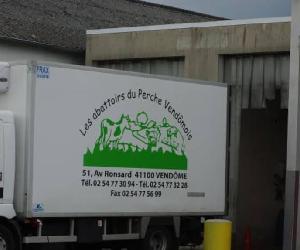 FRAX
Les abattoirs du Perche Vendômois
51, Av Ronsard 41100 VENDÔME
Tél. 02 54 77 30 94 - Tél. 02 54 77 32 28
Fax 02 54 77 56 99